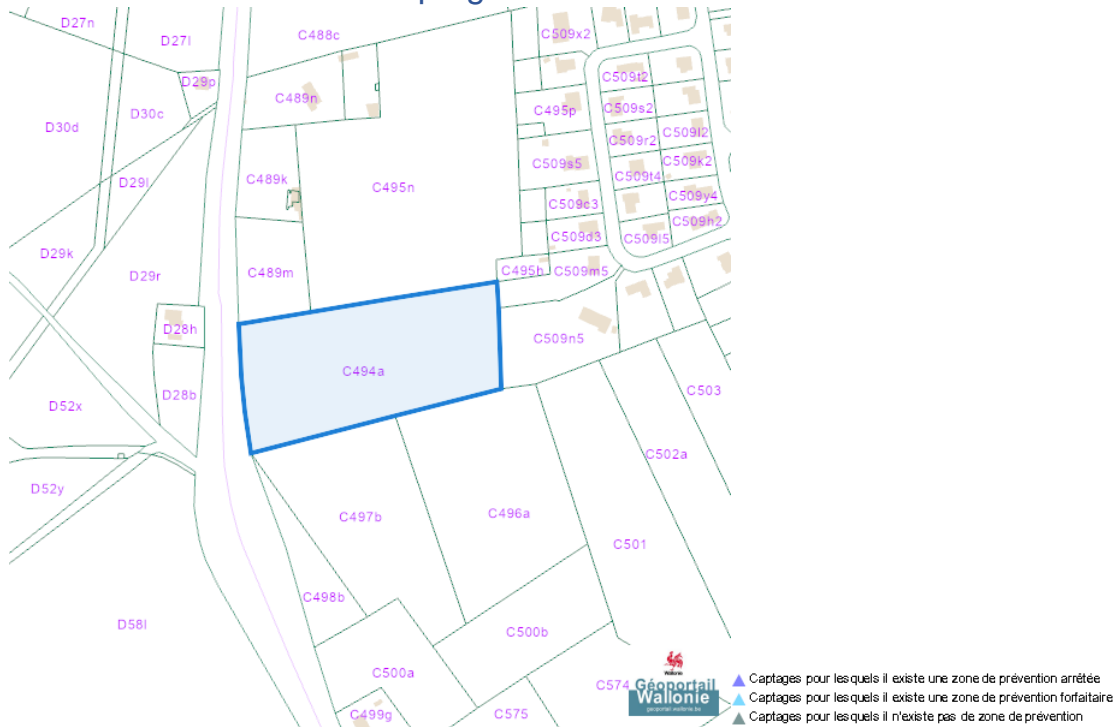 D27n
D27l
C488c
C509x2
D29p
C489n
C509t2
C495p
C509s2
D30c
D30d
C509r2
C509l2
C509s5
C509k2
C489k
C495n
C509t4
D29l
C509y4
C509c3
C509h2
C509d3
C509l5
D29k
D29r
C489m
C495h
C509m5
D28h
C509n5
C494a
D28b
C503
D52x
C502a
D52y
C497b
C496a
C501
C498b
D58l
C500b
C500a
C574
C499g
C575
Wallonie
Géoportail
Wallonie
geoportail.wallonie.be
Captages pour lesquels il existe une zone de prévention arrêtée
Captages pour lesquels il existe une zone de prévention forfaitaire
Captages pour lesquels il n'existe pas de zone de prévention